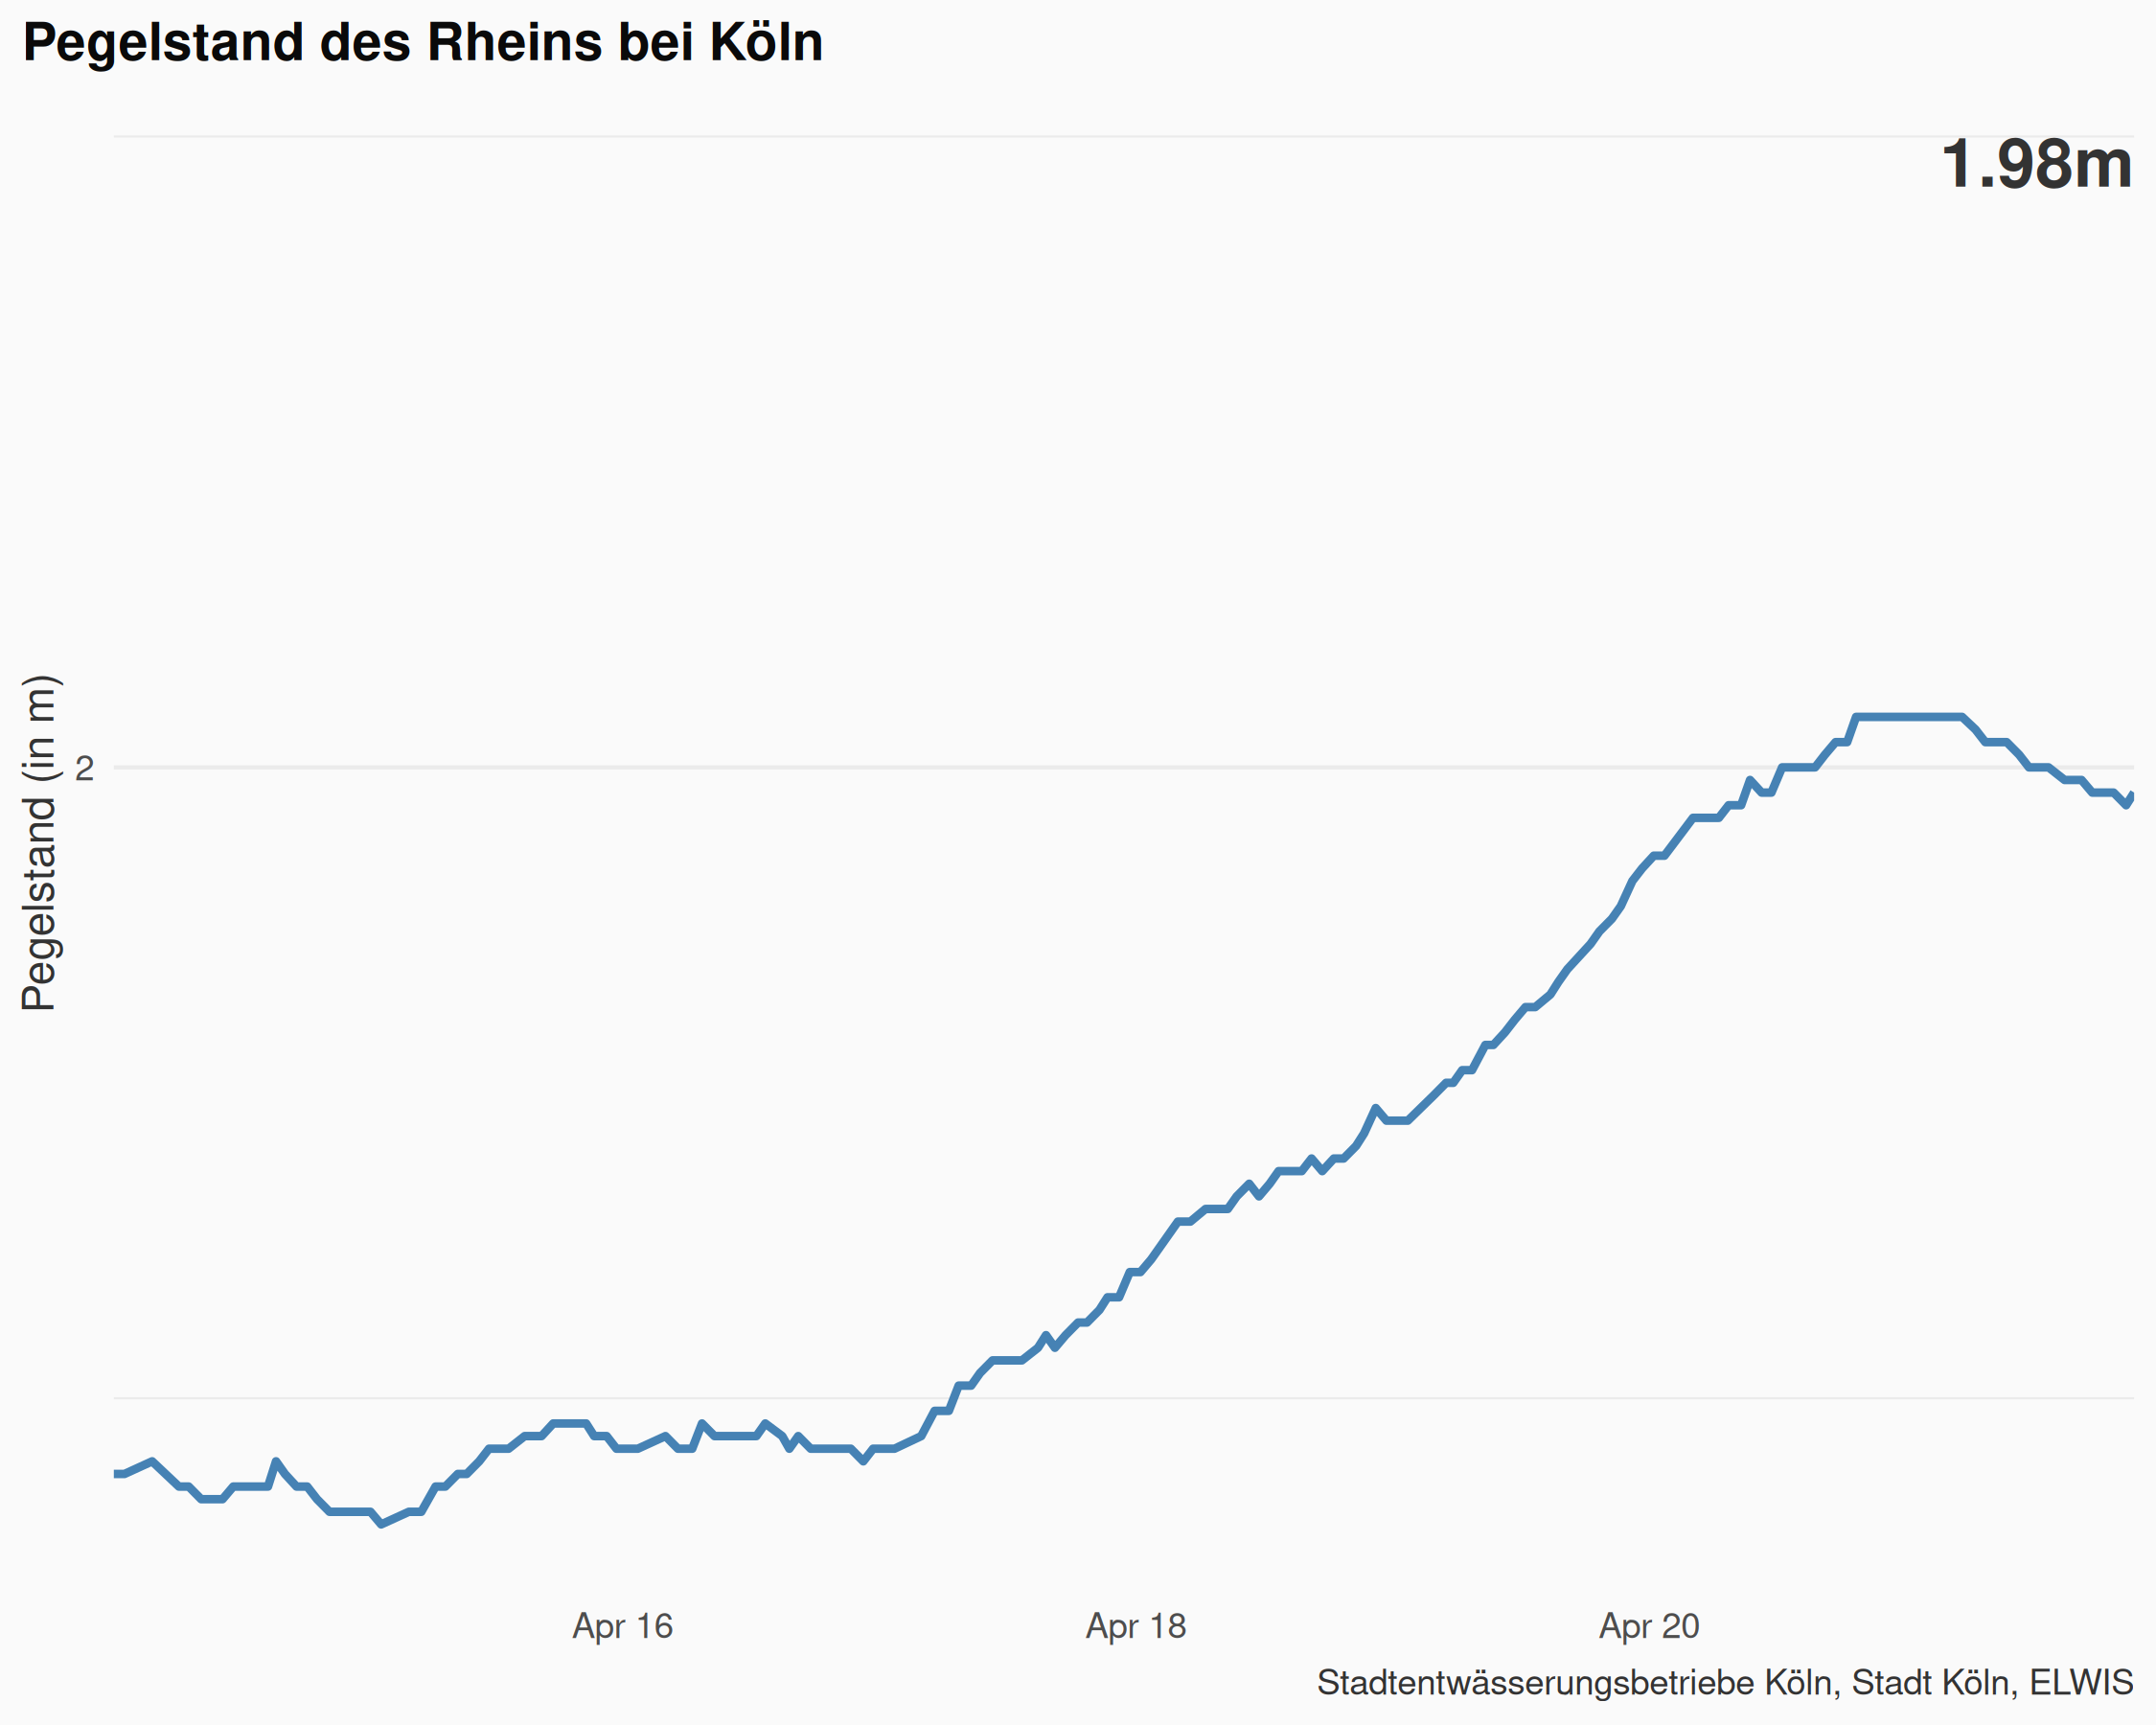 Pegelstand des Rheins bei Köln
1.98m
Pegelstand (in m)
2
Apr 16
Apr 18
Apr 20
Stadtentwässerungsbetriebe Köln, Stadt Köln, ELWIS